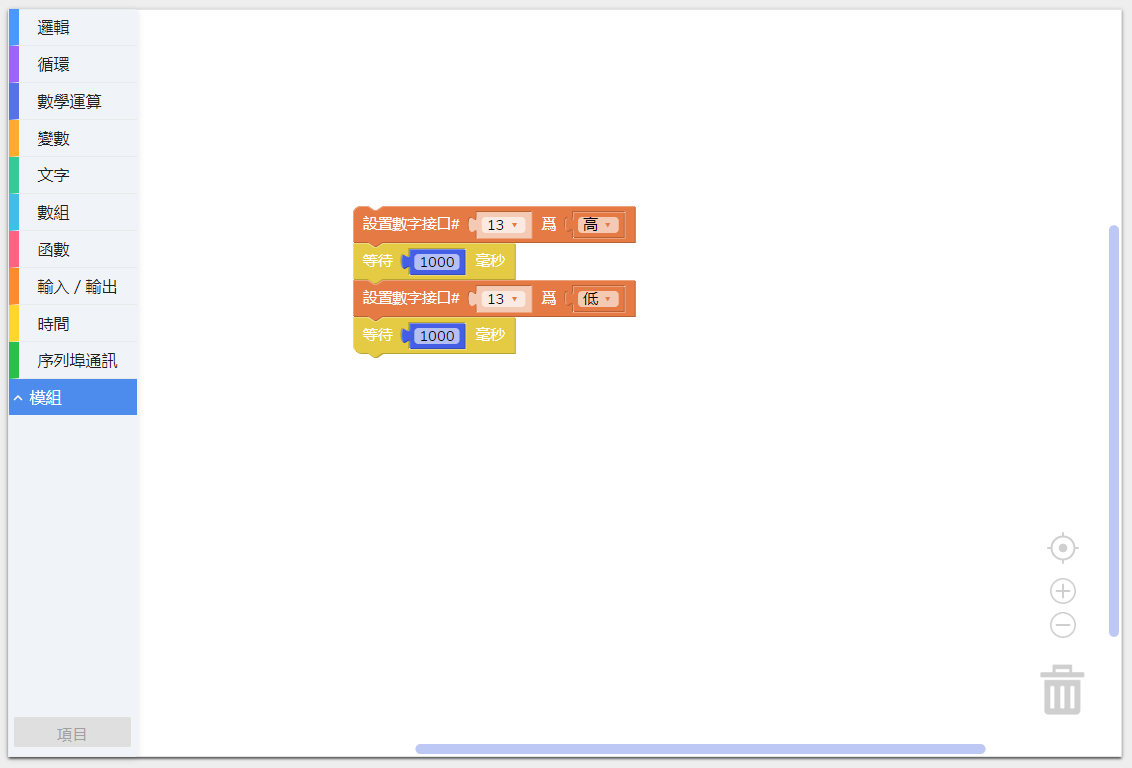 邏輯
循環
數學運算
變數
文字
數組
函數
輸入 / 輸出
時間
序列埠通訊
模組
項目
設置數字接口# 13 爲 高
等待 1000 毫秒
設置數字接口# 13 爲 低
等待 1000 毫秒